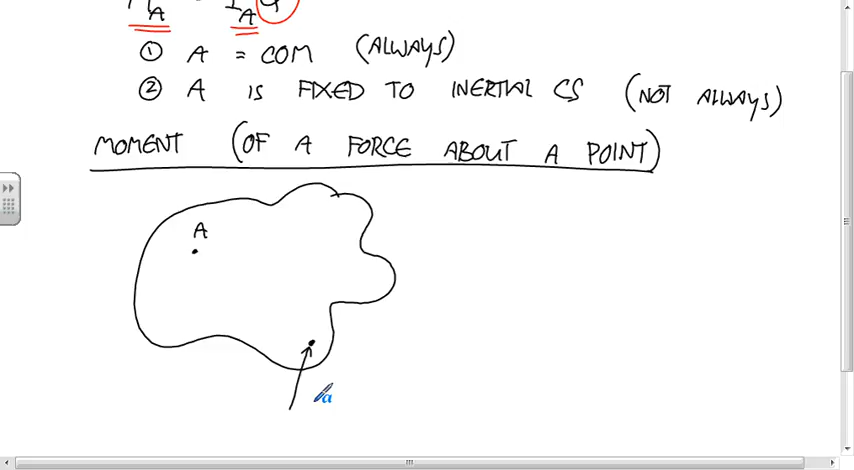 ① A = COM (ALWAYS)
② A IS FIXED TO INERTIAL CS (NOT ALWAYS)
MOMENT (OF A FORCE ABOUT A POINT)
A